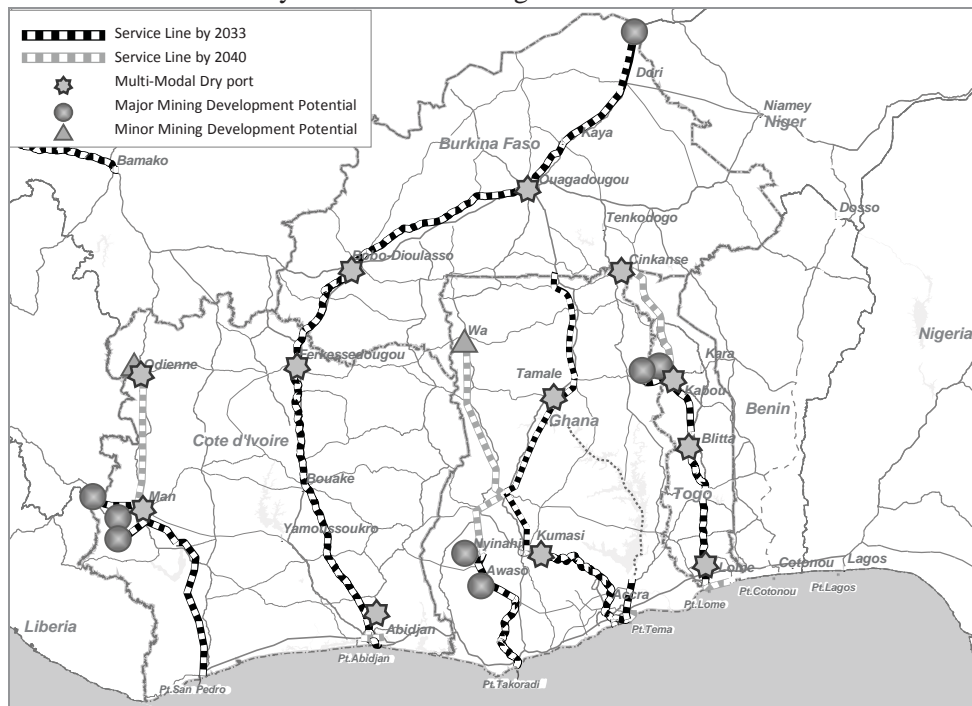 Service Line by 2033
Service Line by 2040
Multi-Modal Dry port
Major Mining Development Potential
Minor Mining Development Potential
Dori
Niamey
Niger
Kaya
Burkina Faso
Bamako
Ouagadougou
Dosso
Tenkodogo
Bobo-Dioulasso
Cinkanse
Wa
Nigeria
Odienne
Ferkessedougou
Kara
Tamale
Kabou
Benin
Ghana
Cote d'Ivoire
Blitta
Bouake
Togo
Man
Yamoussoukro
Kumasi
Nyinahi
Awaso
Lome
Cotonou
Lagos
Pt.Cotonou
Pt.Lagos
Accra
Pt.Lome
Liberia
Abidjan
Pt.Tema
Pt.Abidjan
Pt.San Pedro
Pt.Takoradi